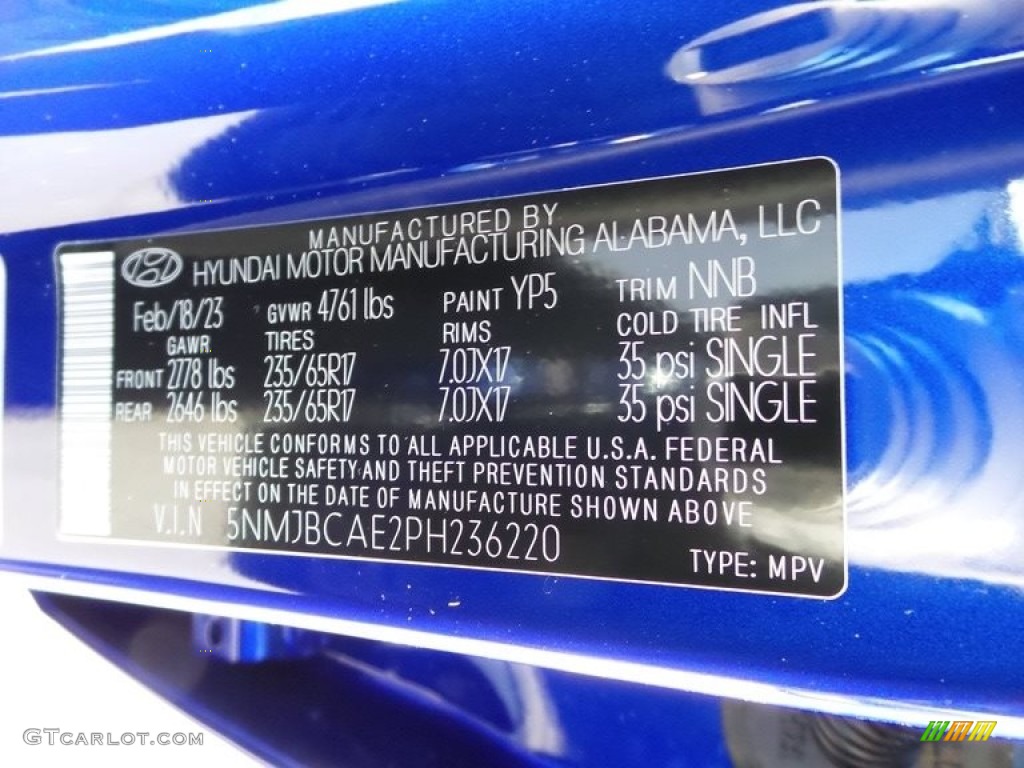 MANUFACTURED BY
HYUNDAI MOTOR MANUFACTURING ALABAMA, LLC
Feb/18/23 GVWR 4761 lbs PAINT YP5 TRIM NNB
GAWR TIRES RIMS COLD TIRE INFL
FRONT 2778 lbs 235/65R17 7.0JX17 35 psi SINGLE
REAR 2646 lbs 235/65R17 7.0JX17 35 psi SINGLE
THIS VEHICLE CONFORMS TO ALL APPLICABLE U.S.A. FEDERAL
MOTOR VEHICLE SAFETY AND THEFT PREVENTION STANDARDS
IN EFFECT ON THE DATE OF MANUFACTURE SHOWN ABOVE
V.I.N 5NMJBCAE2PH236220
TYPE: MPV
GTCarlot.com